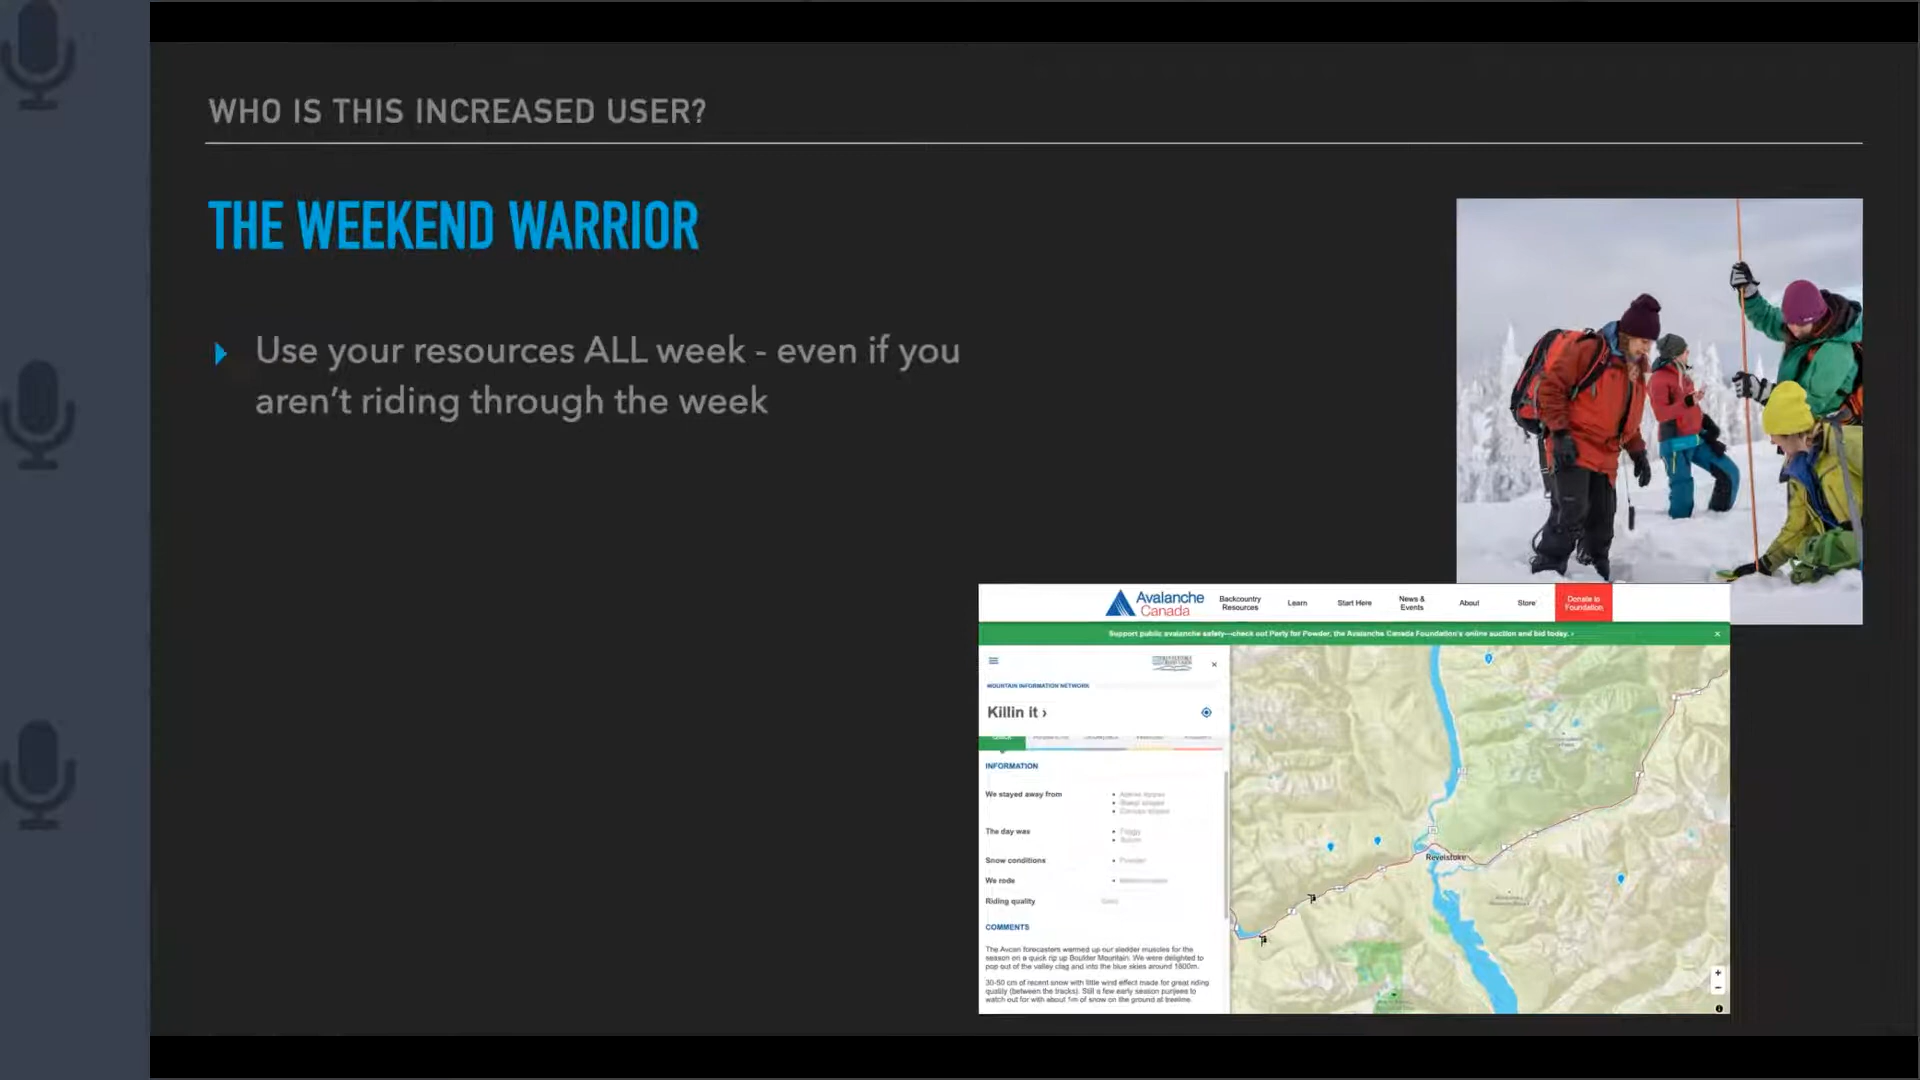 WHO IS THIS INCREASED USER?
THE WEEKEND WARRIOR
Use your resources ALL week - even if you
aren't riding through the week
Avalanche
Canada
Backcountry
Resources
Learn
Start Here
News &
Events
About
Store
Donate to
Foundation
Support public avalanche safety—check out Party for Powder, the Avalanche Canada Foundation's online auction and bid today. ›
MOUNTAIN INFORMATION NETWORK
Killin it ›
INFORMATION
We stayed away from
The day was
Foggy
Snow conditions
Powder
We rode
Riding quality
COMMENTS
The Avcan forecasters warmed up our sledder muscles for the
season on a quick rip up Boulder Mountain. We were delighted to
pop out of the valley clag and into the blue skies around 1800m.
30-50 cm of recent snow with little wind effect made for great riding
quality (between the tracks). Still a few early season punjees to
watch out for with about 1m of snow on the ground at treeline.
Revelstoke